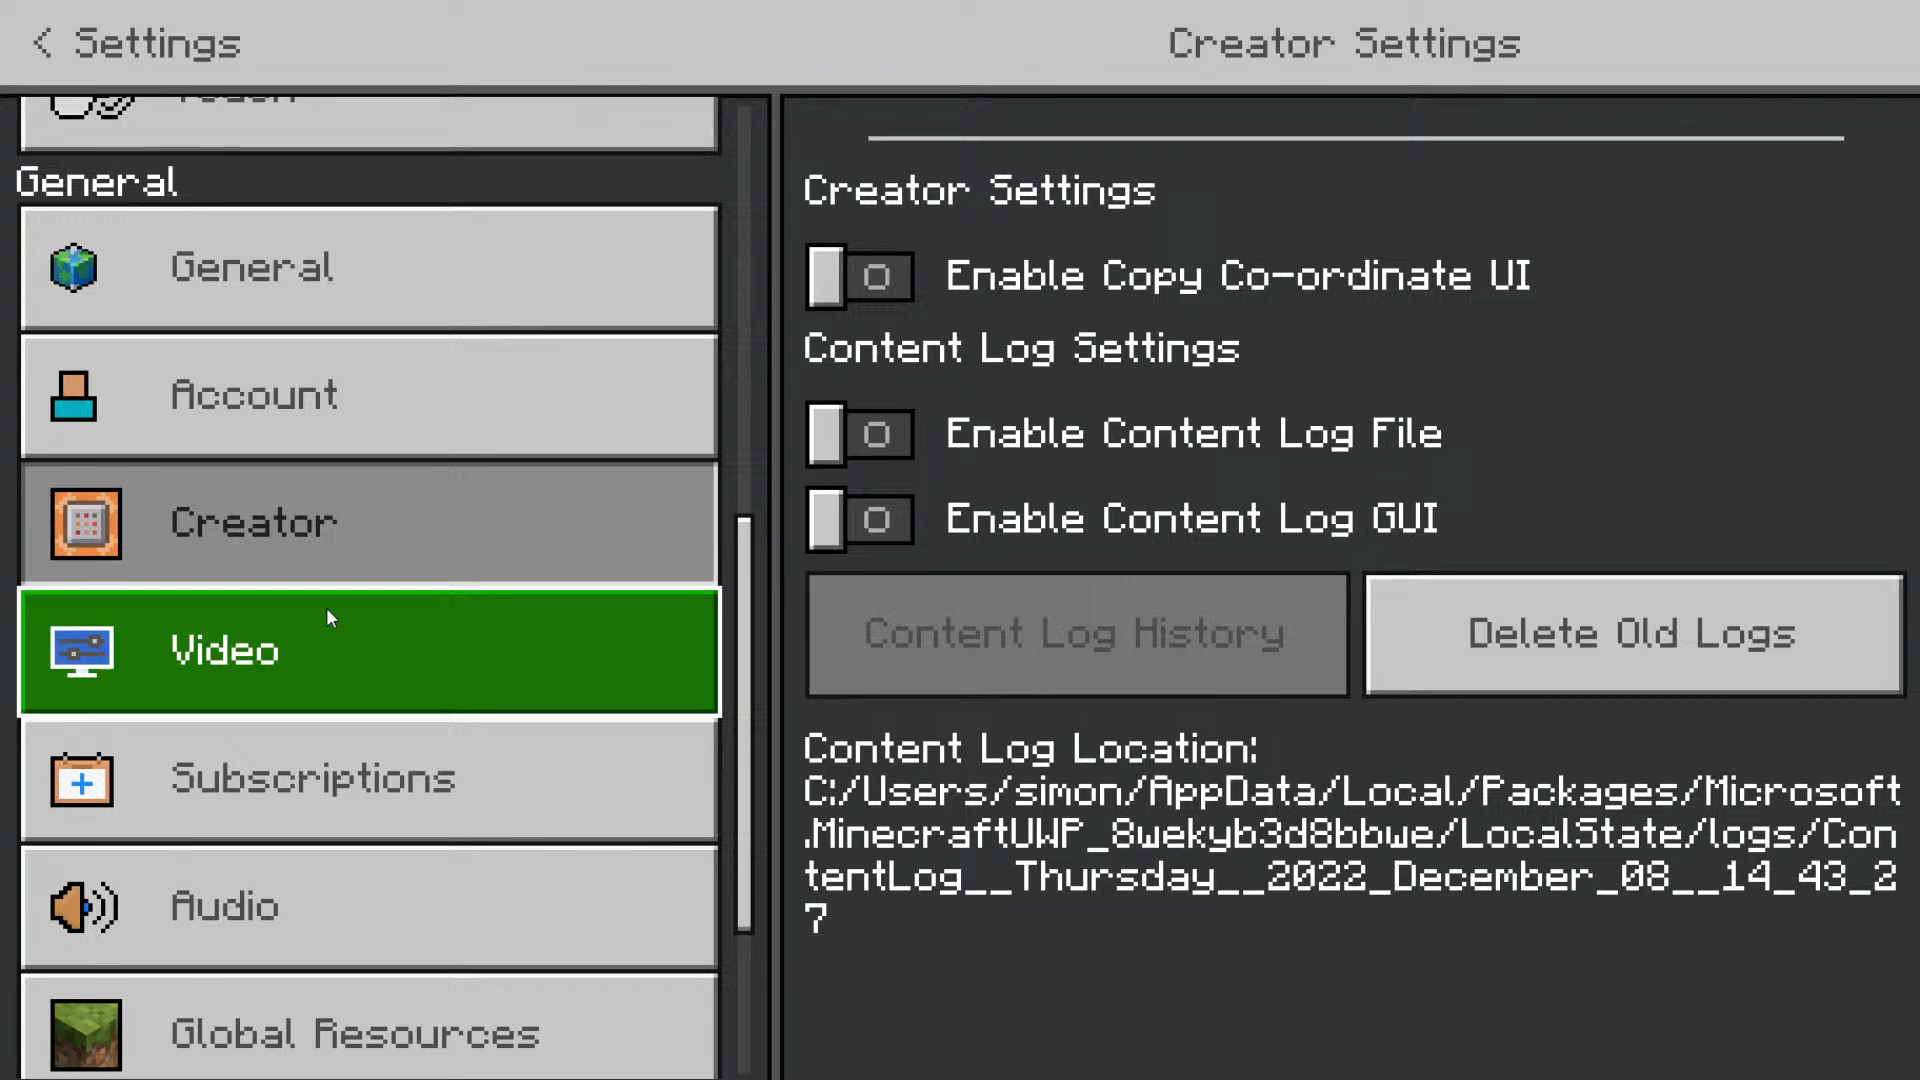 Settings
Creator Settings
Touch
General
General
Account
Creator
Video
Subscriptions
Audio
Global Resources
Creator Settings
Enable Copy Co-ordinate UI
Content Log Settings
Enable Content Log File
Enable Content Log GUI
Content Log History
Delete Old Logs
Content Log Location:
C:/Users/simon/AppData/Local/Packages/Microsoft
.MinecraftUWP_8wekyb3d8bbwe/LocalState/logs/Con
tentLog__Thursday__2022_December_08__14_43_2
7